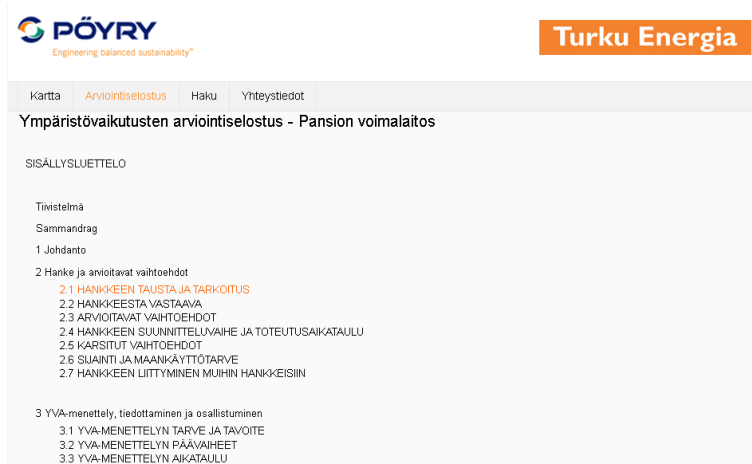 PÖYRY
Engineering balanced sustainability™
Turku Energia
Kartta Arviointiselostus Haku Yhteystiedot
Ympäristövaikutusten arviointiselostus - Pansion voimalaitos
SISÄLLYSLUETTELO
Tiivistelmä
Sammandrag
1 Johdanto
2 Hanke ja arvioitavat vaihtoehdot
2.1 HANKKEEN TAUSTA JA TARKOITUS
2.2 HANKKEESTA VASTAAVA
2.3 ARVIOITAVAT VAIHTOEHDOT
2.4 HANKKEEN SUUNNITTELUVAIHE JA TOTEUTUSAIKATAULU
2.5 KARSITUT VAIHTOEHDOT
2.6 SIJAINTI JA MAANKÄYTTÖTARVE
2.7 HANKKEEN LIITTYMINEN MUIHIN HANKKEISIIN
3 YVA-menettely, tiedottaminen ja osallistuminen
3.1 YVA-MENETTELYN TARVE JA TAVOITE
3.2 YVA-MENETTELYN PÄÄVAIHEET
3.3 YVA-MENETTELYN AIKATAULU